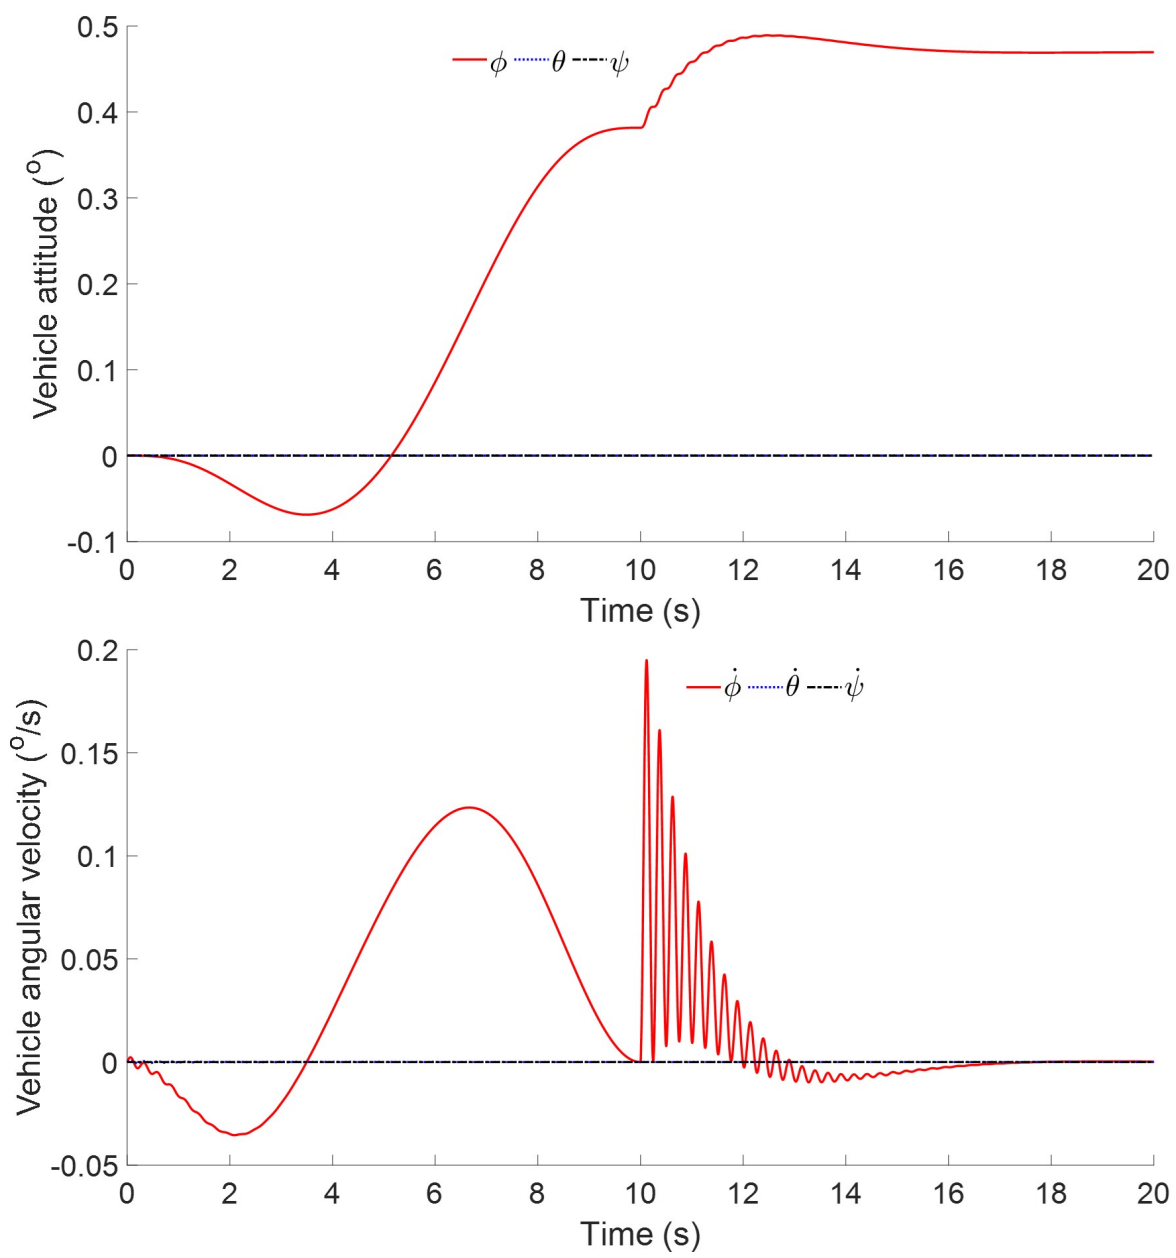 0.5
ϕ θ ψ
0.4
0.3
0.2
0.1
0
-0.1
Vehicle attitude (°)
0 2 4 6 8 10 12 14 16 18 20
Time (s)
0.2
ϕ̇ θ̇ ψ̇
0.15
0.1
0.05
0
-0.05
Vehicle angular velocity (°/s)
0 2 4 6 8 10 12 14 16 18 20
Time (s)